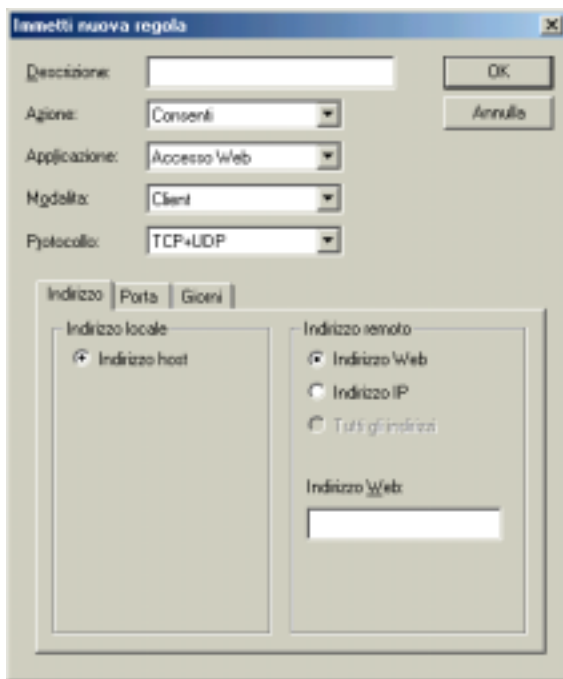 Immetti nuova regola
Descrizione:
OK
Azione:
Consenti
Annulla
Applicazione:
Accesso Web
Modalita:
Client
Protocollo:
TCP+UDP
Indirizzo
Porta
Giorni
Indirizzo locale
Indirizzo host
Indirizzo remoto
Indirizzo Web
Indirizzo IP
Tutti gli indirizzi
Indirizzo Web: